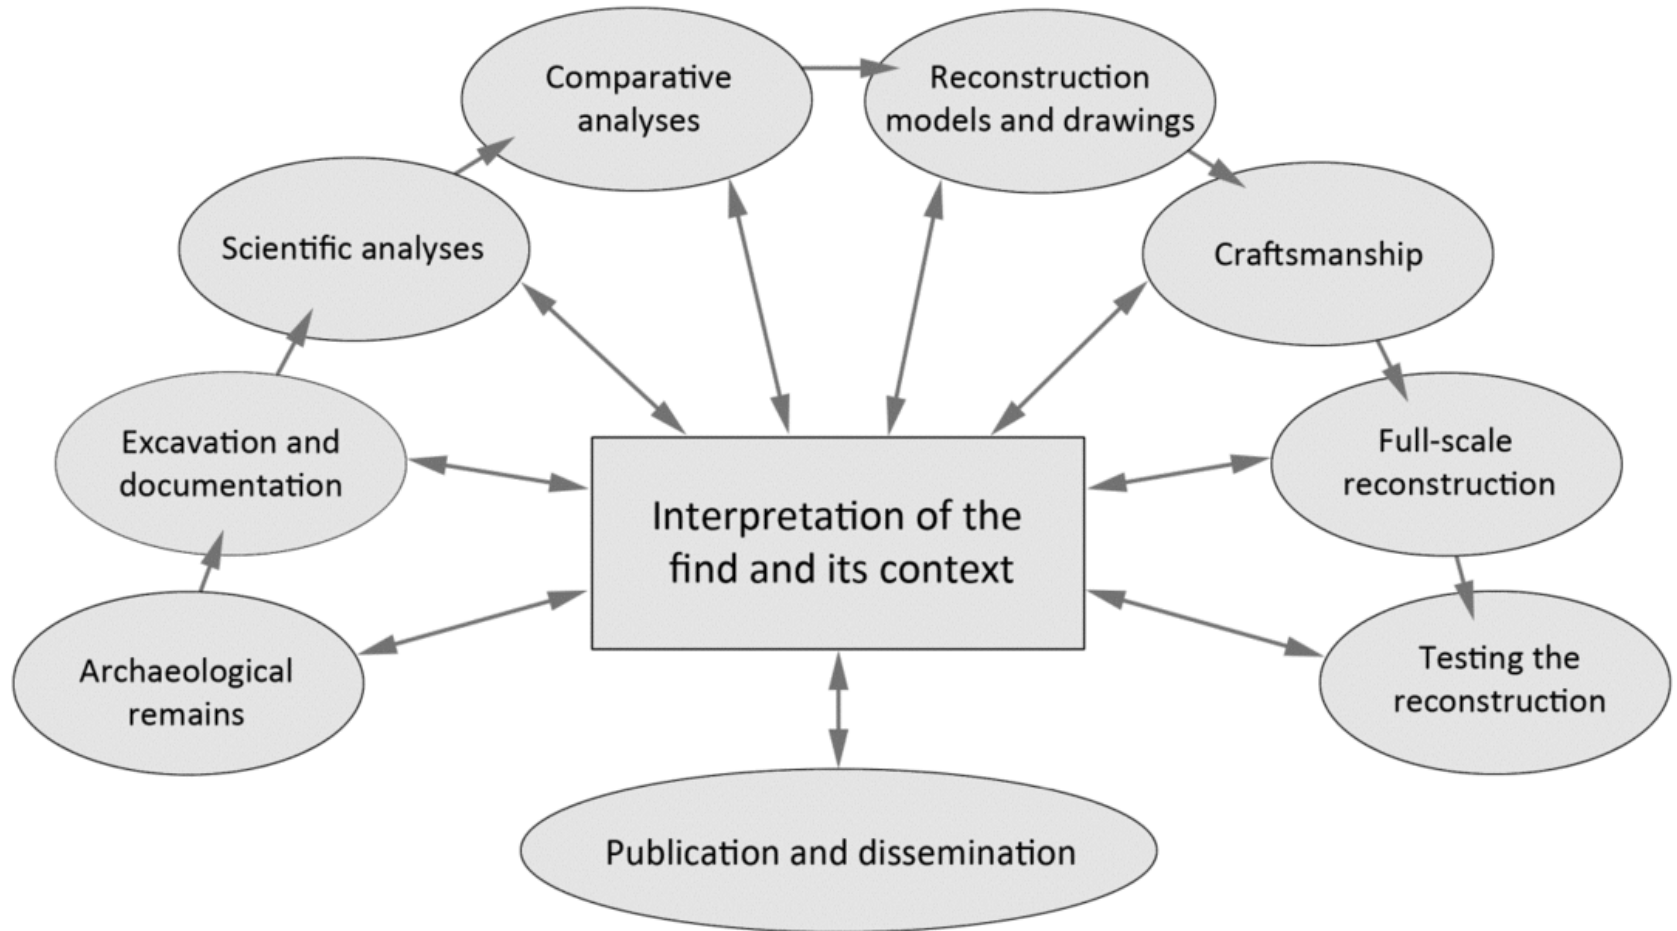 Comparative
analyses
Reconstruction
models and drawings
Scientific analyses
Craftsmanship
Excavation and
documentation
Full-scale
reconstruction
Interpretation of the
find and its context
Archaeological
remains
Testing the
reconstruction
Publication and dissemination